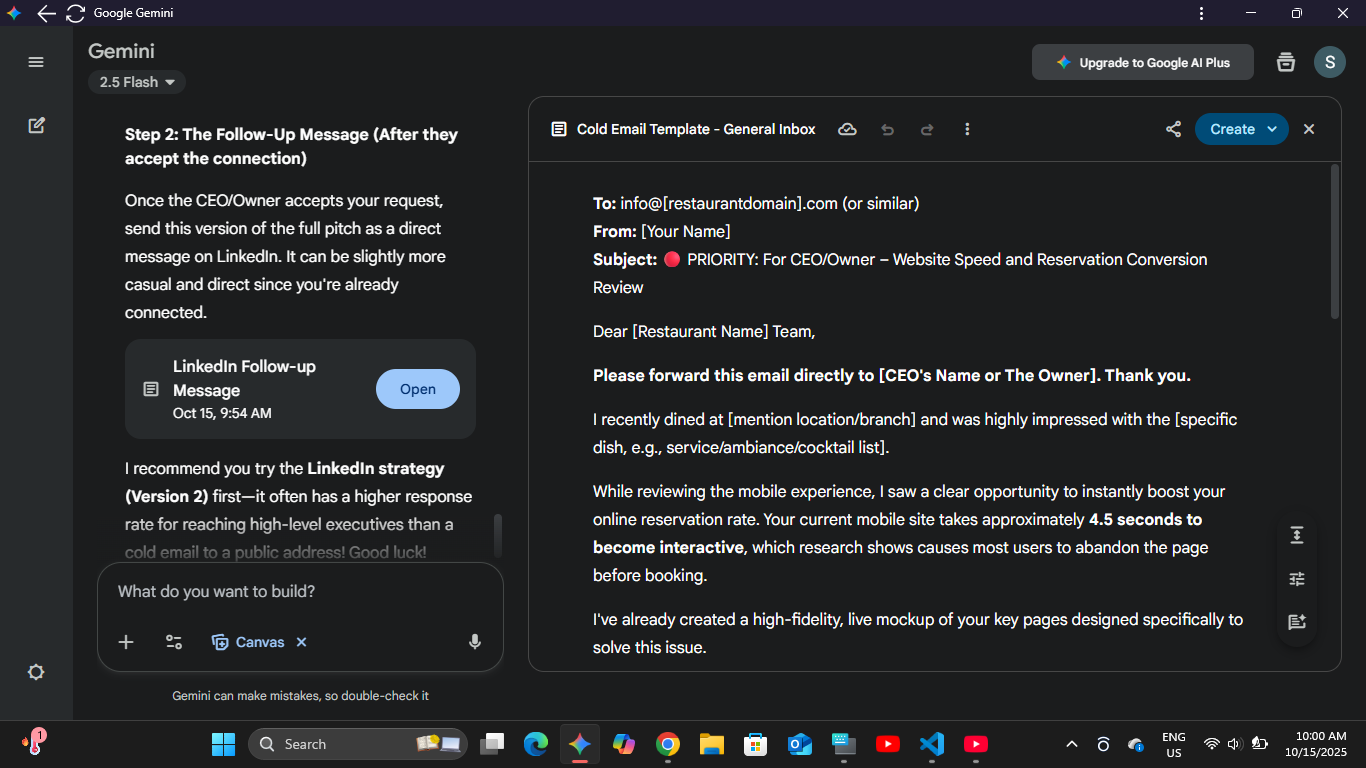 Google Gemini
Gemini
2.5 Flash
Upgrade to Google AI Plus
S
Step 2: The Follow-Up Message (After they
accept the connection)
Once the CEO/Owner accepts your request,
send this version of the full pitch as a direct
message on LinkedIn. It can be slightly more
casual and direct since you're already
connected.
LinkedIn Follow-up
Message
Oct 15, 9:54 AM
Open
I recommend you try the LinkedIn strategy
(Version 2) first—it often has a higher response
rate for reaching high-level executives than a
cold email to a public address! Good luck!
What do you want to build?
Canvas
Gemini can make mistakes, so double-check it
Cold Email Template - General Inbox
Create
To: info@[restaurantdomain].com (or similar)
From: [Your Name]
Subject: 🔴 PRIORITY: For CEO/Owner – Website Speed and Reservation Conversion
Review
Dear [Restaurant Name] Team,
Please forward this email directly to [CEO's Name or The Owner]. Thank you.
I recently dined at [mention location/branch] and was highly impressed with the [specific
dish, e.g., service/ambiance/cocktail list].
While reviewing the mobile experience, I saw a clear opportunity to instantly boost your
online reservation rate. Your current mobile site takes approximately 4.5 seconds to
become interactive, which research shows causes most users to abandon the page
before booking.
I've already created a high-fidelity, live mockup of your key pages designed specifically to
solve this issue.
1
Search
ENG
US
10:00 AM
10/15/2025